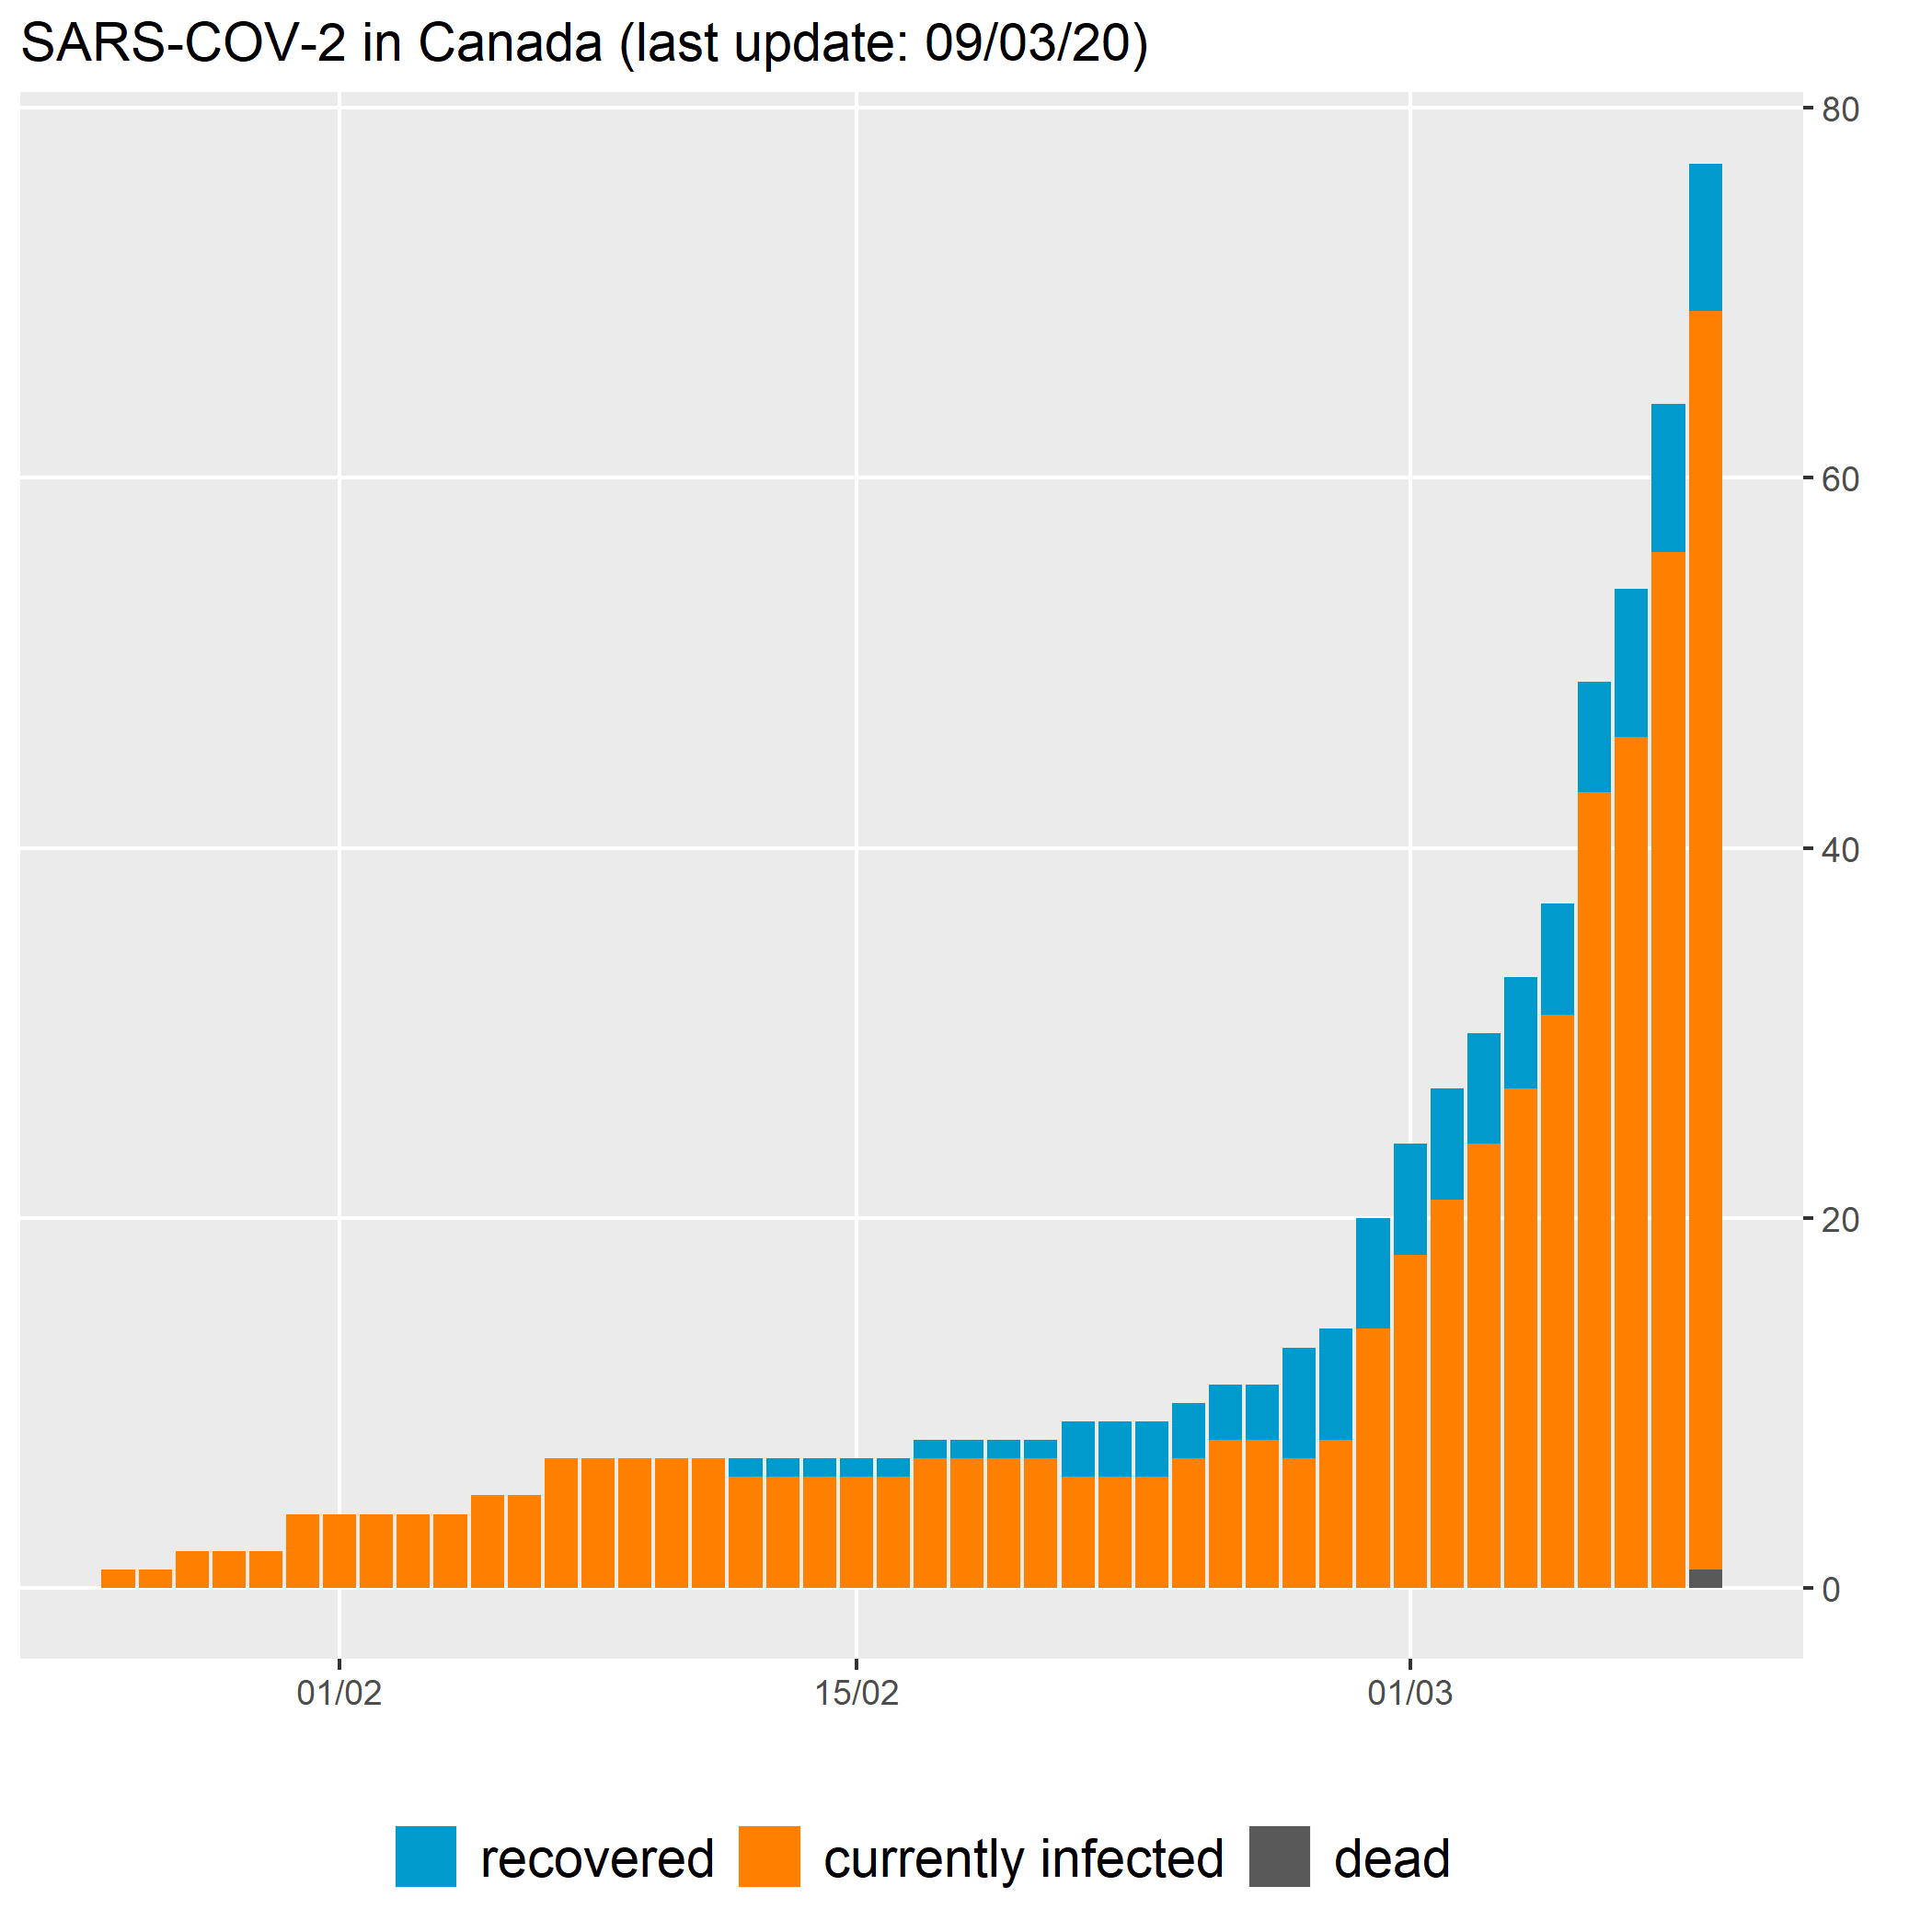 SARS-COV-2 in Canada (last update: 09/03/20)
80
60
40
20
0
01/02 15/02 01/03
recovered currently infected dead